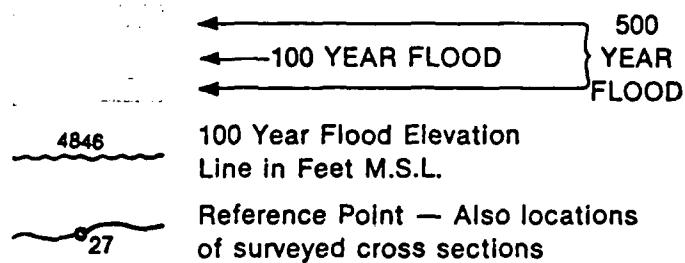 500
100 YEAR FLOOD YEAR
FLOOD
4846 100 Year Flood Elevation
Line in Feet M.S.L.
Reference Point — Also locations
27 of surveyed cross sections